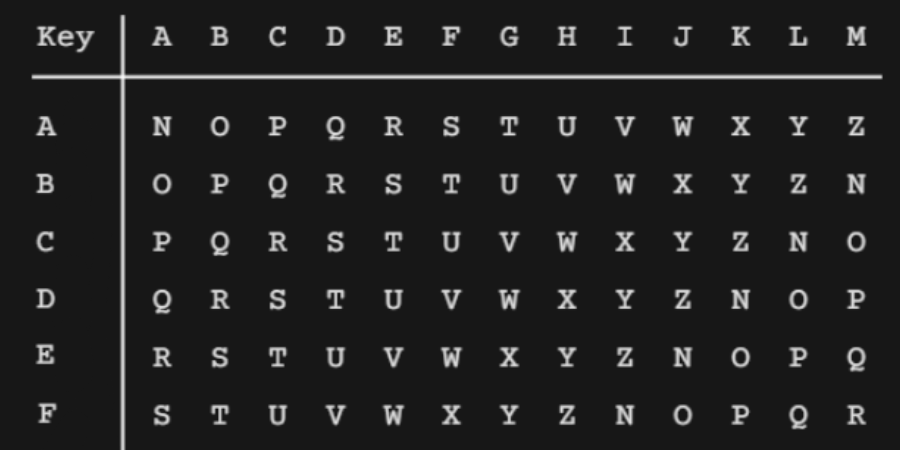 Key A B C D E F G H I J K L M
A N O P Q R S T U V W X Y Z
B O P Q R S T U V W X Y Z N
C P Q R S T U V W X Y Z N O
D Q R S T U V W X Y Z N O P
E R S T U V W X Y Z N O P Q
F S T U V W X Y Z N O P Q R